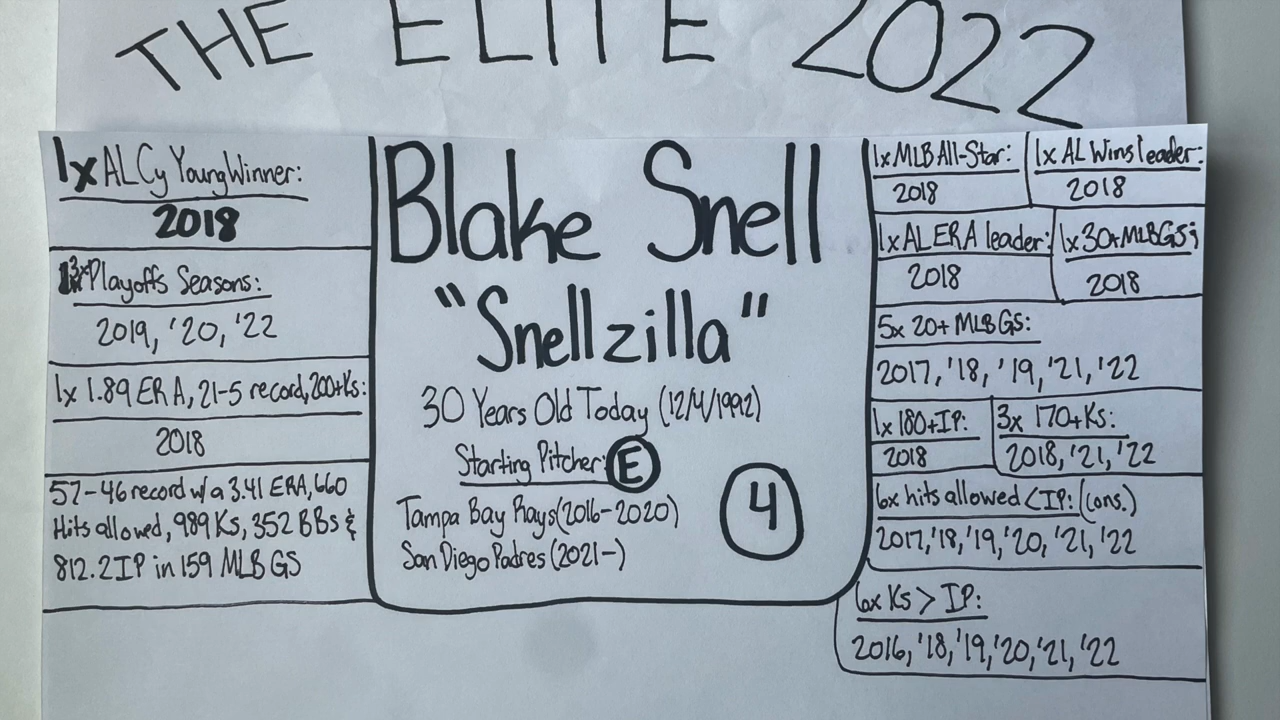 THE ELITE 2022
1x AL Cy Young Winner:
2018
3x Playoffs Seasons:
2019, '20, '22
1x 1.89 ERA, 21-5 record, 200+Ks:
2018
57-46 record w/a 3.41 ERA, 660
Hits allowed, 989 Ks, 352 BBs &
812.2 IP in 159 MLB GS
Blake Snell
"Snellzilla"
30 Years Old Today (12/4/1992)
Starting Pitcher: E
Tampa Bay Rays (2016-2020)
San Diego Padres (2021-)
4
1x MLB All-Star:
2018
1x AL Wins leader:
2018
1x AL ERA leader:
2018
1x 30+ MLB GS:
2018
5x 20+ MLB GS:
2017, '18, '19, '21, '22
1x 180+ IP:
2018
3x 170+Ks:
2018, '21, '22
6x hits allowed < IP: (cons.)
2017, '18, '19, '20, '21, '22
6x Ks > IP:
2016, '18, '19, '20, '21, '22